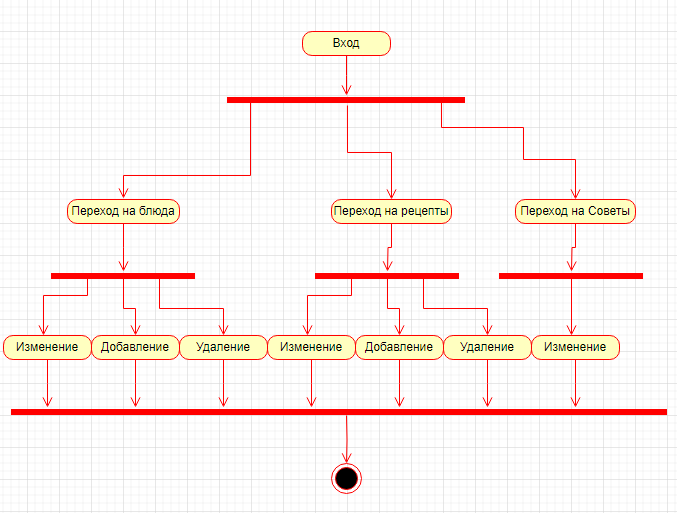 Вход
Переход на блюда
Переход на рецепты
Переход на Советы
Изменение
Добавление
Удаление
Изменение
Добавление
Удаление
Изменение